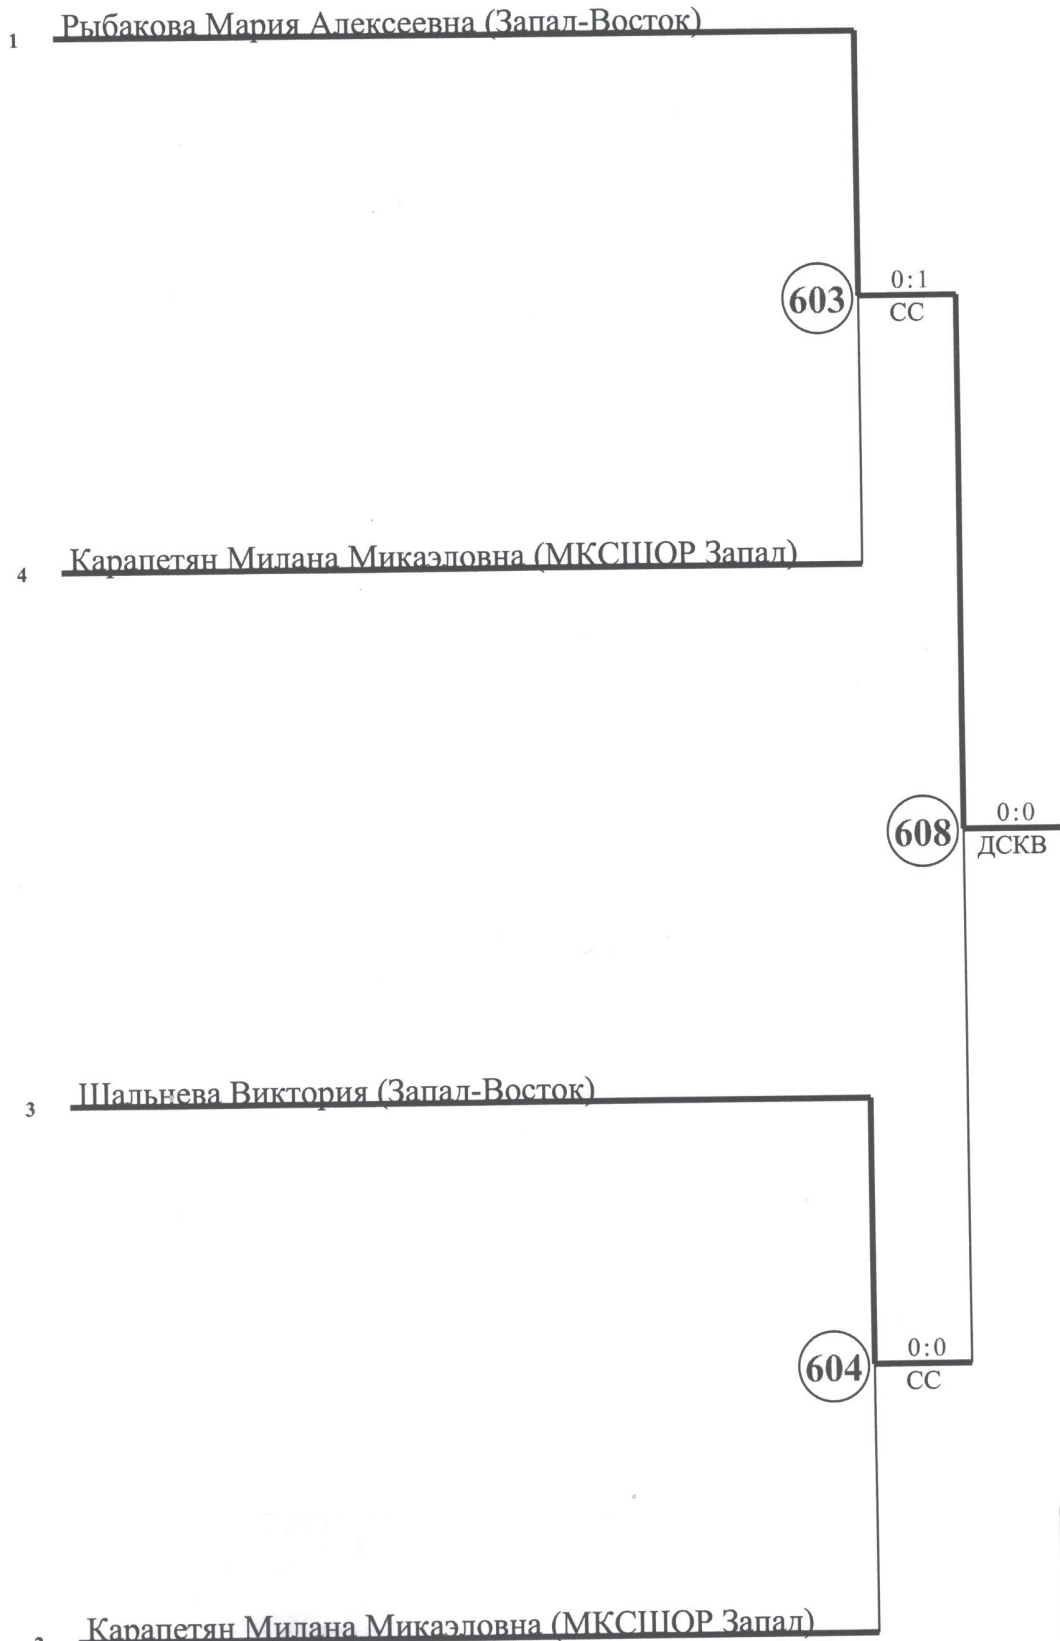 1 Рыбакова Мария Алексеевна (Запад-Восток)
603 0:1
СС
4 Карапетян Милана Микаэловна (МКСШОР Запад)
608 0:0
ДСКВ
3 Шальнева Виктория (Запад-Восток)
604 0:0
СС
Карапетян Милана Микаэловна (МКСШОР Запад)